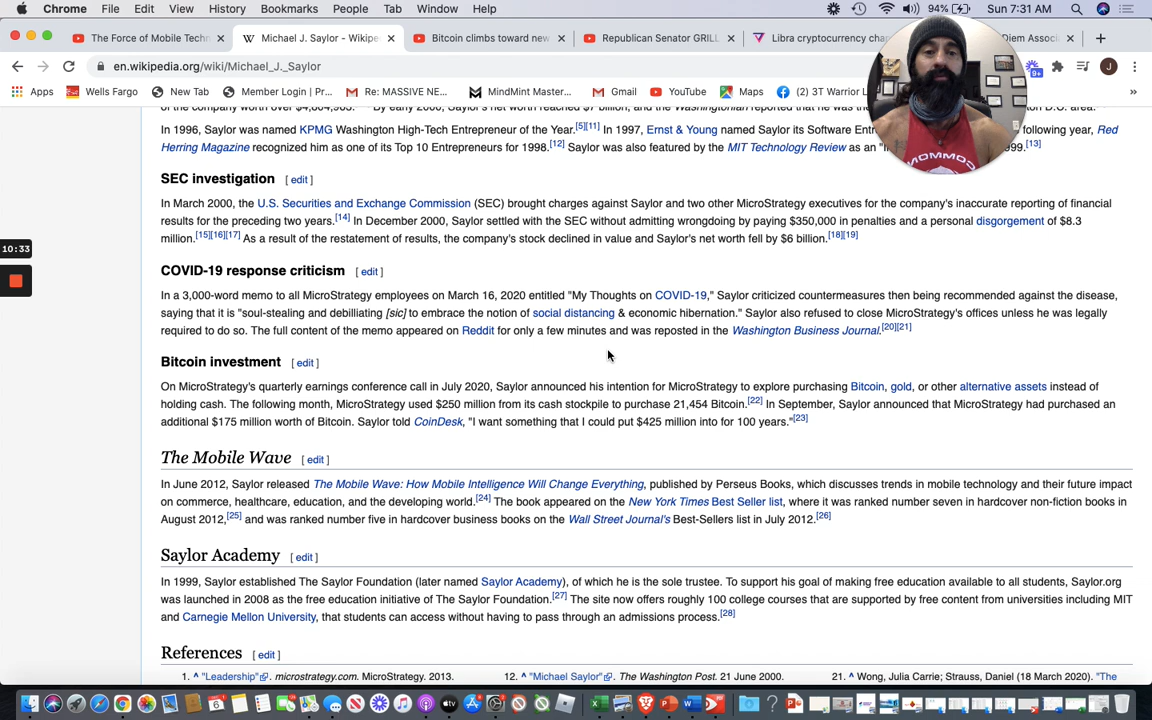 Chrome File Edit View History Bookmarks People Tab Window Help 94% Sun 7:31 AM
The Force of Mobile Techn Michael J. Saylor - Wikipe Bitcoin climbs toward new Republican Senator GRILL Libra cryptocurrency cha Diem Assoc
en.wikipedia.org/wiki/Michael_J._Saylor 9+ J
Apps Wells Fargo New Tab Member Login | Pr... Re: MASSIVE NE... MindMint Master... Gmail YouTube Maps (2) 3T Warrior »
In 1996, Saylor was named KPMG Washington High-Tech Entrepreneur of the Year.[5][11] In 1997, Ernst & Young named Saylor its Software following year, Red
Herring Magazine recognized him as one of its Top 10 Entrepreneurs for 1998.[12] Saylor was also featured by the MIT Technology Review as an [13]
COMMON
SEC investigation [ edit ]
In March 2000, the U.S. Securities and Exchange Commission (SEC) brought charges against Saylor and two other MicroStrategy executives for the company's inaccurate reporting of financial
results for the preceding two years.[14] In December 2000, Saylor settled with the SEC without admitting wrongdoing by paying $350,000 in penalties and a personal disgorgement of $8.3
million.[15][16][17] As a result of the restatement of results, the company's stock declined in value and Saylor's net worth fell by $6 billion.[18][19]
10:33
COVID-19 response criticism [ edit ]
In a 3,000-word memo to all MicroStrategy employees on March 16, 2020 entitled "My Thoughts on COVID-19," Saylor criticized countermeasures then being recommended against the disease,
saying that it is "soul-stealing and debilliating [sic] to embrace the notion of social distancing & economic hibernation." Saylor also refused to close MicroStrategy's offices unless he was legally
required to do so. The full content of the memo appeared on Reddit for only a few minutes and was reposted in the Washington Business Journal.[20][21]
Bitcoin investment [ edit ]
On MicroStrategy's quarterly earnings conference call in July 2020, Saylor announced his intention for MicroStrategy to explore purchasing Bitcoin, gold, or other alternative assets instead of
holding cash. The following month, MicroStrategy used $250 million from its cash stockpile to purchase 21,454 Bitcoin.[22] In September, Saylor announced that MicroStrategy had purchased an
additional $175 million worth of Bitcoin. Saylor told CoinDesk, "I want something that I could put $425 million into for 100 years."[23]
The Mobile Wave [ edit ]
In June 2012, Saylor released The Mobile Wave: How Mobile Intelligence Will Change Everything, published by Perseus Books, which discusses trends in mobile technology and their future impact
on commerce, healthcare, education, and the developing world.[24] The book appeared on the New York Times Best Seller list, where it was ranked number seven in hardcover non-fiction books in
August 2012,[25] and was ranked number five in hardcover business books on the Wall Street Journal's Best-Sellers list in July 2012.[26]
Saylor Academy [ edit ]
In 1999, Saylor established The Saylor Foundation (later named Saylor Academy), of which he is the sole trustee. To support his goal of making free education available to all students, Saylor.org
was launched in 2008 as the free education initiative of The Saylor Foundation.[27] The site now offers roughly 100 college courses that are supported by free content from universities including MIT
and Carnegie Mellon University, that students can access without having to pass through an admissions process.[28]
References [ edit ]
1. ^ "Leadership". microstrategy.com. MicroStrategy. 2013. 12. ^ "Michael Saylor". The Washington Post. 21 June 2000. 21. ^ Wong, Julia Carrie; Strauss, Daniel (18 March 2020). "The